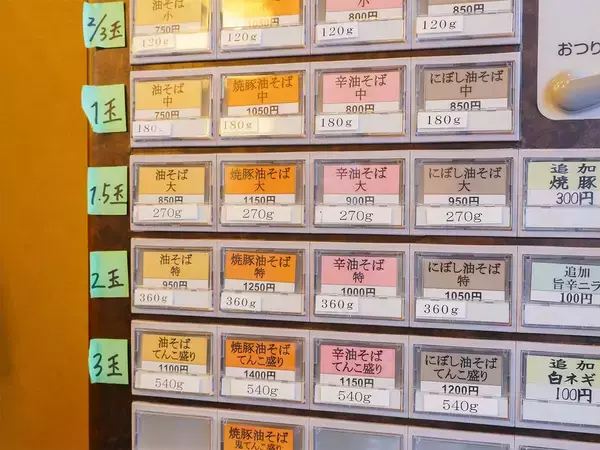 2/3玉
油そば
小
750円
120g
小
120g
小
800円
120g
850円
120g
おつり
1玉
油そば
中
750円
180g
焼豚油そば
中
1050円
180g
辛油そば
中
800円
180g
にぼし油そば
中
850円
180g
1.5玉
油そば
大
850円
270g
焼豚油そば
大
1150円
270g
辛油そば
大
900円
270g
にぼし油そば
大
950円
270g
追加
焼豚
300円
2玉
油そば
特
950円
360g
焼豚油そば
特
1250円
360g
辛油そば
特
1000円
360g
にぼし油そば
特
1050円
360g
追加
旨辛ニラ
100円
3玉
油そば
てんこ盛り
1100円
540g
焼豚油そば
てんこ盛り
1400円
540g
辛油そば
てんこ盛り
1150円
540g
にぼし油そば
てんこ盛り
1200円
540g
追加
白ネギ
100円
焼豚油そば
鬼てんこ盛り